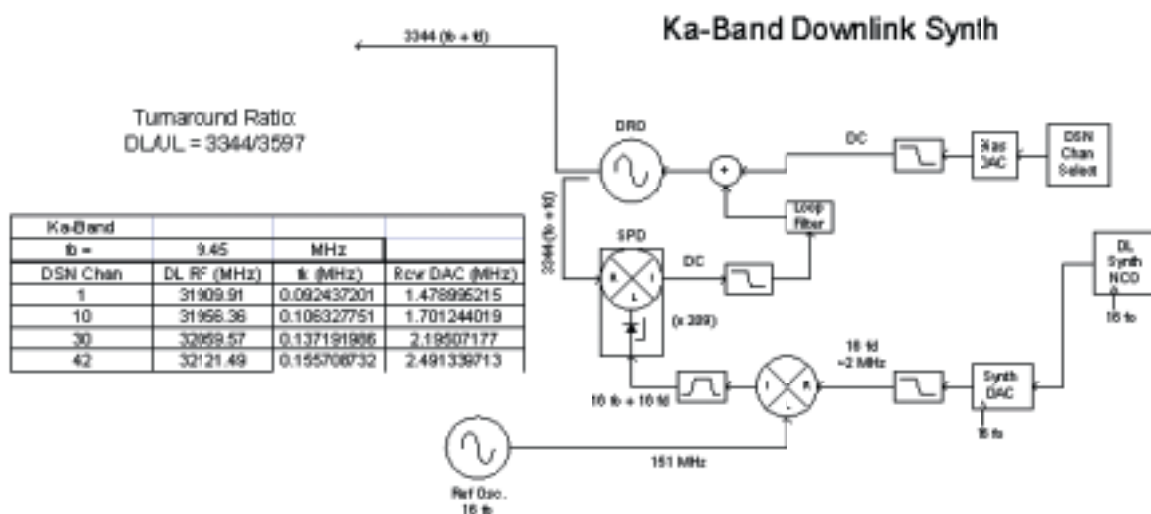 Ka-Band Downlink Synth
3344 (fb + fd)
Turnaround Ratio:
DL/UL = 3344/3597
DRO
DC
Bias DAC
DSN Chan Select
+
Loop Filter
3344 (fb + fd)
SPD
R
I
L
DC
(x 209)
DL Synth NCO
16 fb
Ka-Band
fb = 9.45 MHz
DSN Chan DL RF (MHz) (MHz) Rcvr DAC (MHz)
1 31909.91 0.092437201 1.478995215
10 31956.36 0.106327751 1.701244019
30 32059.57 0.137191986 2.19507177
42 32121.49 0.155708732 2.491339713
16 fd
~2 MHz
Synth DAC
16 fb
I
R
L
16 fb + 16 fd
151 MHz
Ref Osc.
16 fb